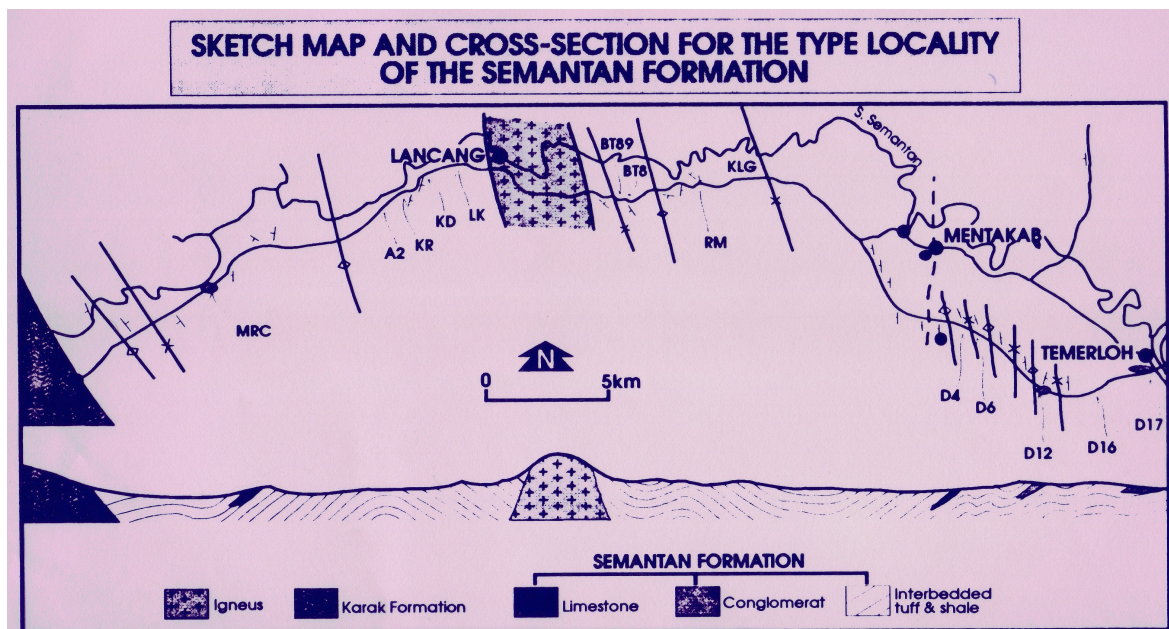 SKETCH MAP AND CROSS-SECTION FOR THE TYPE LOCALITY
OF THE SEMANTAN FORMATION
S. Semantan
LANCANG
BT89
BT8
KLG
LK
KD
KR
A2
RM
MENTAKAB
MRC
N
0 5km
TEMERLOH
D4
D6
D12
D16
D17
SEMANTAN FORMATION
Igneus
Karak Formation
Limestone
Conglomerat
Interbedded
tuff & shale